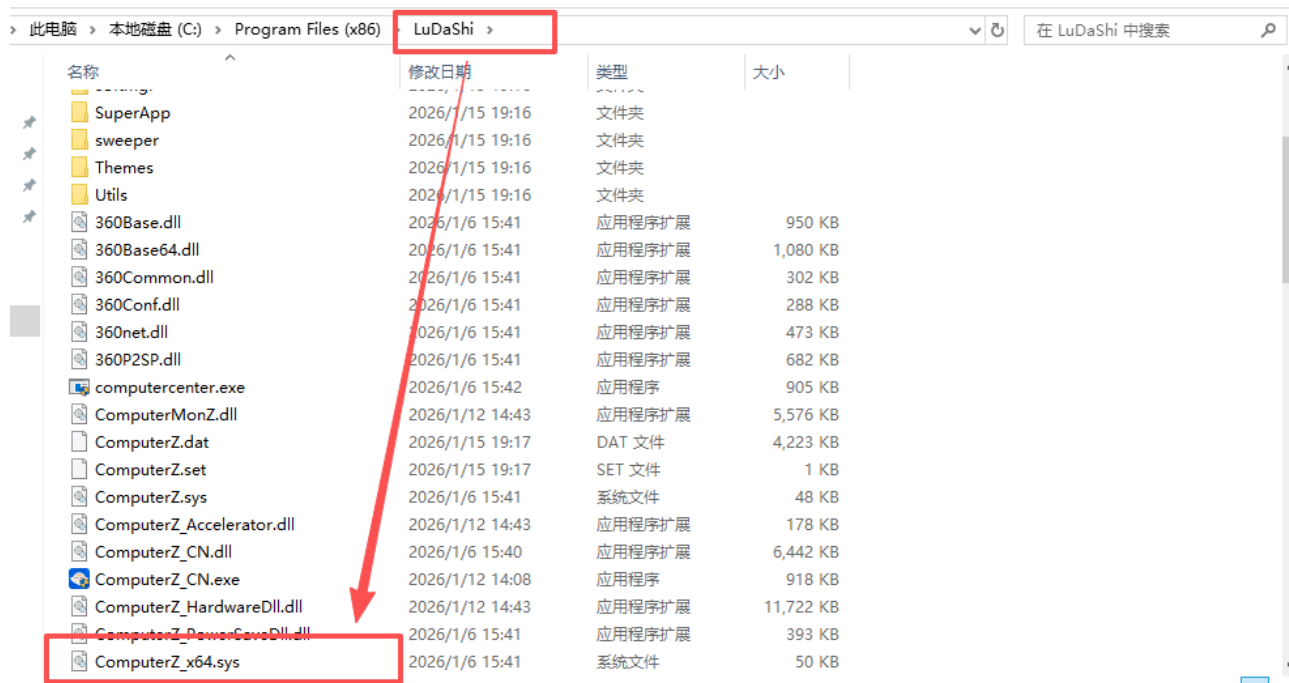 此电脑 › 本地磁盘 (C:) › Program Files (x86) › LuDaShi › 在 LuDaShi 中搜索
名称 修改日期 类型 大小
SuperApp 2026/1/15 19:16 文件夹
sweeper 2026/1/15 19:16 文件夹
Themes 2026/1/15 19:16 文件夹
Utils 2026/1/15 19:16 文件夹
360Base.dll 2026/1/6 15:41 应用程序扩展 950 KB
360Base64.dll 2026/1/6 15:41 应用程序扩展 1,080 KB
360Common.dll 2026/1/6 15:41 应用程序扩展 302 KB
360Conf.dll 2026/1/6 15:41 应用程序扩展 288 KB
360net.dll 2026/1/6 15:41 应用程序扩展 473 KB
360P2SP.dll 2026/1/6 15:41 应用程序扩展 682 KB
computercenter.exe 2026/1/6 15:42 应用程序 905 KB
ComputerMonZ.dll 2026/1/12 14:43 应用程序扩展 5,576 KB
ComputerZ.dat 2026/1/15 19:17 DAT 文件 4,223 KB
ComputerZ.set 2026/1/15 19:17 SET 文件 1 KB
ComputerZ.sys 2026/1/6 15:41 系统文件 48 KB
ComputerZ_Accelerator.dll 2026/1/12 14:43 应用程序扩展 178 KB
ComputerZ_CN.dll 2026/1/6 15:40 应用程序扩展 6,442 KB
ComputerZ_CN.exe 2026/1/12 14:08 应用程序 918 KB
ComputerZ_HardwareDll.dll 2026/1/12 14:43 应用程序扩展 11,722 KB
ComputerZ_PowerSaveDll.dll 2026/1/6 15:41 应用程序扩展 393 KB
ComputerZ_x64.sys 2026/1/6 15:41 系统文件 50 KB